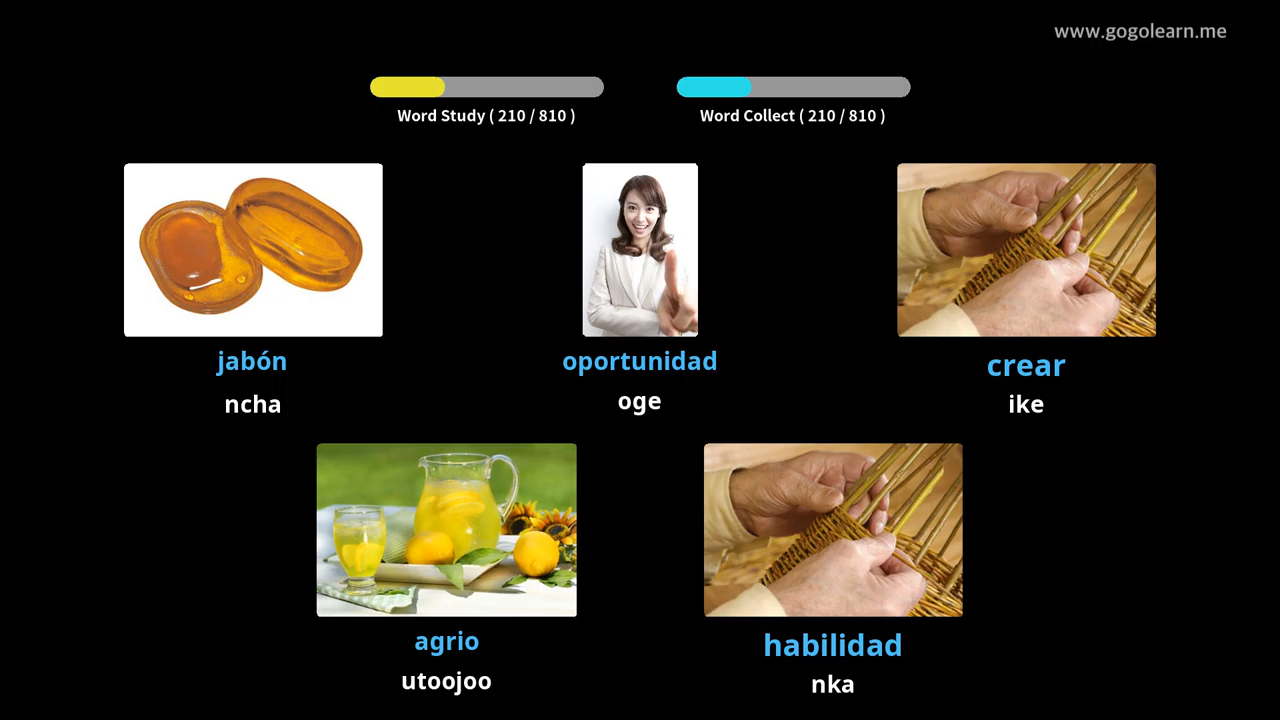 www.gogolearn.me
Word Study ( 210 / 810 )
Word Collect ( 210 / 810 )
jabón
ncha
oportunidad
oge
crear
ike
agrio
utoojoo
habilidad
nka